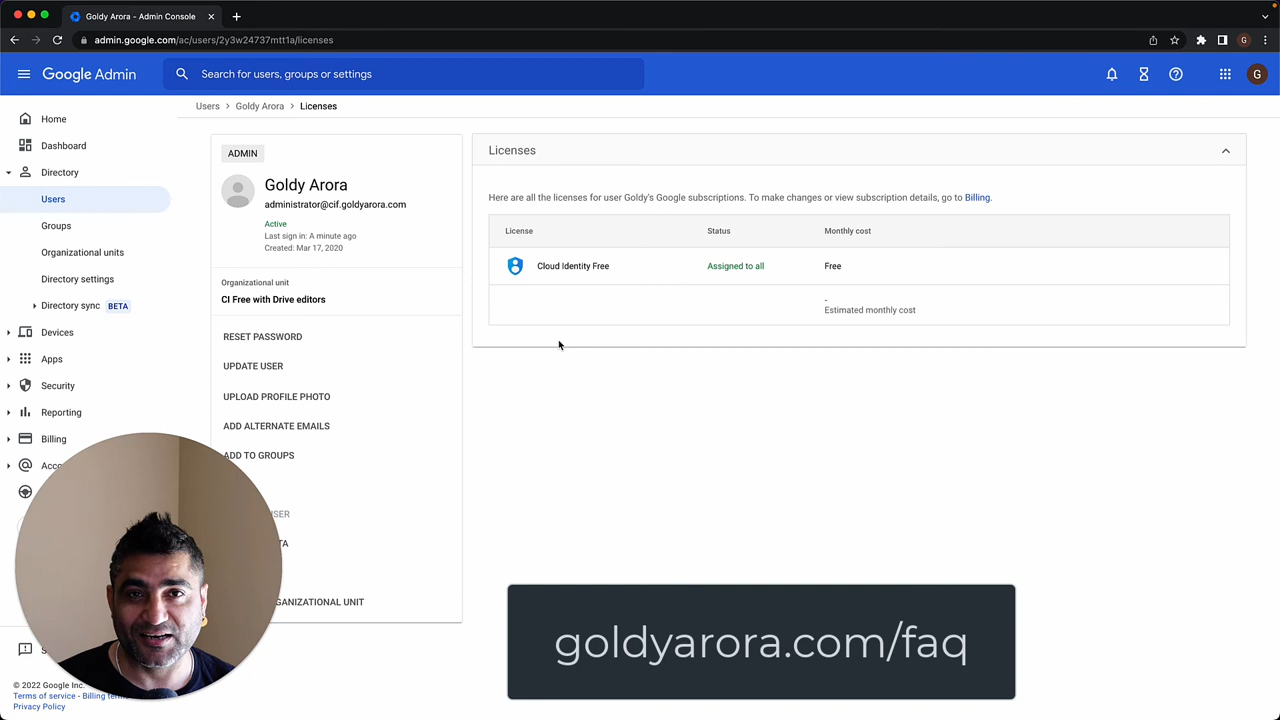 Goldy Arora - Admin Console
admin.google.com/ac/users/2y3w24737mtt1a/licenses
G
Google Admin
Search for users, groups or settings
G
Users > Goldy Arora > Licenses
Home
Dashboard
Directory
Users
Groups
Organizational units
Directory settings
Directory sync BETA
Devices
Apps
Security
Reporting
Billing
ADMIN
Goldy Arora
administrator@cif.goldyarora.com
Active
Last sign in: A minute ago
Created: Mar 17, 2020
Organizational unit
CI Free with Drive editors
RESET PASSWORD
UPDATE USER
UPLOAD PROFILE PHOTO
ADD ALTERNATE EMAILS
ADD TO GROUPS
Licenses
Here are all the licenses for user Goldy's Google subscriptions. To make changes or view subscription details, go to Billing.
License Status Monthly cost
Cloud Identity Free Assigned to all Free
-
Estimated monthly cost
UNIT
goldyarora.com/faq
© 2022 Google Inc.
Terms of service - Billing
Privacy Policy